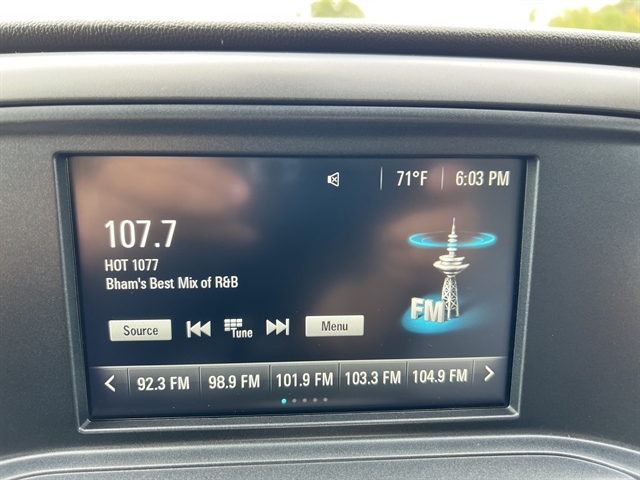 71°F 6:03 PM
107.7
HOT 1077
Bham's Best Mix of R&B
FM
Source Tune Menu
92.3 FM 98.9 FM 101.9 FM 103.3 FM 104.9 FM